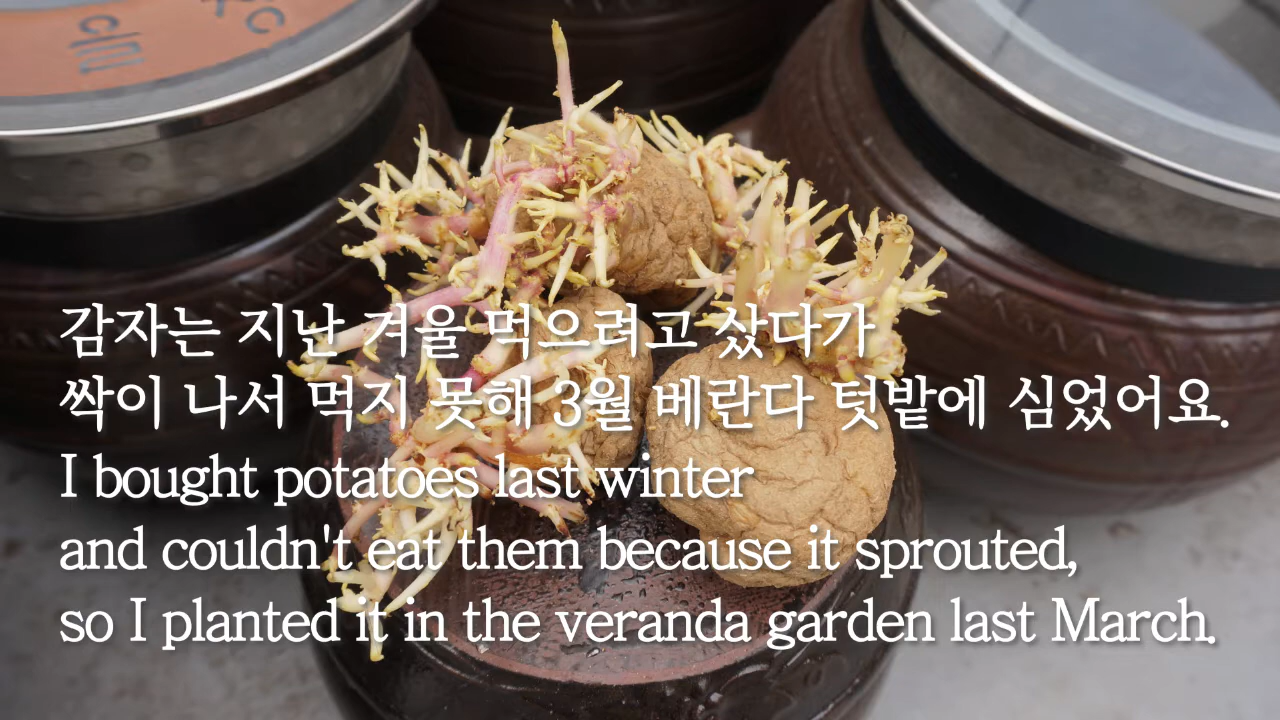 감자는 지난 겨울 먹으려고 샀다가
싹이 나서 먹지 못해 3월 베란다 텃밭에 심었어요.
I bought potatoes last winter
and couldn't eat them because it sprouted,
so I planted it in the veranda garden last March.